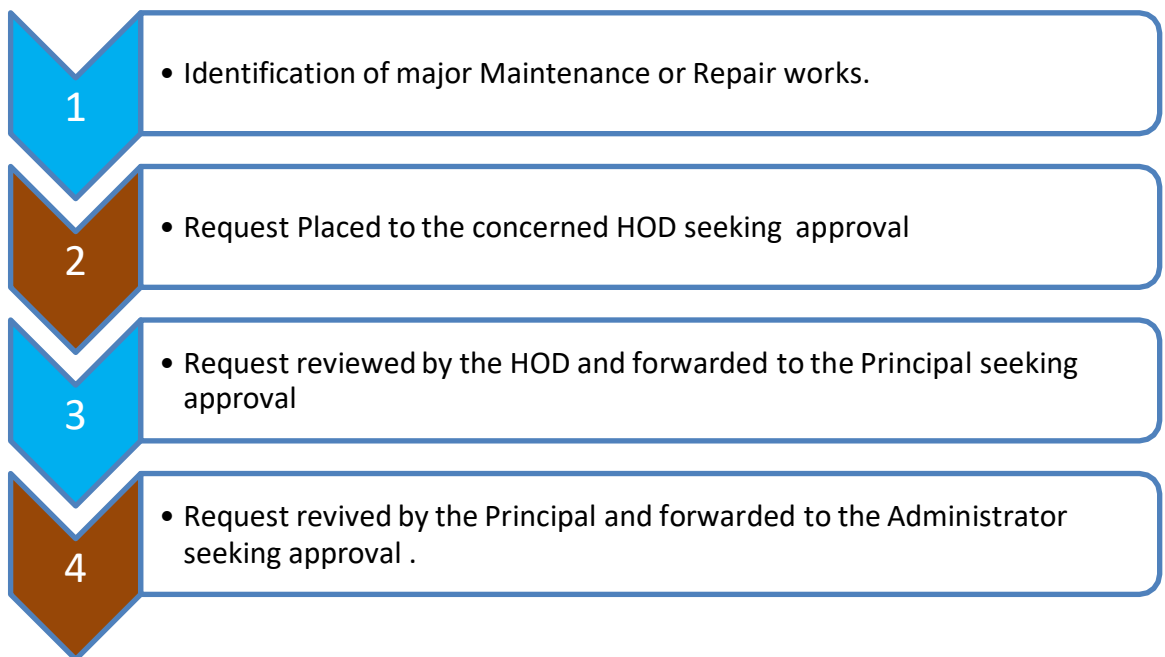 1
• Identification of major Maintenance or Repair works.
2
• Request Placed to the concerned HOD seeking approval
3
• Request reviewed by the HOD and forwarded to the Principal seeking
approval
4
• Request revived by the Principal and forwarded to the Administrator
seeking approval .